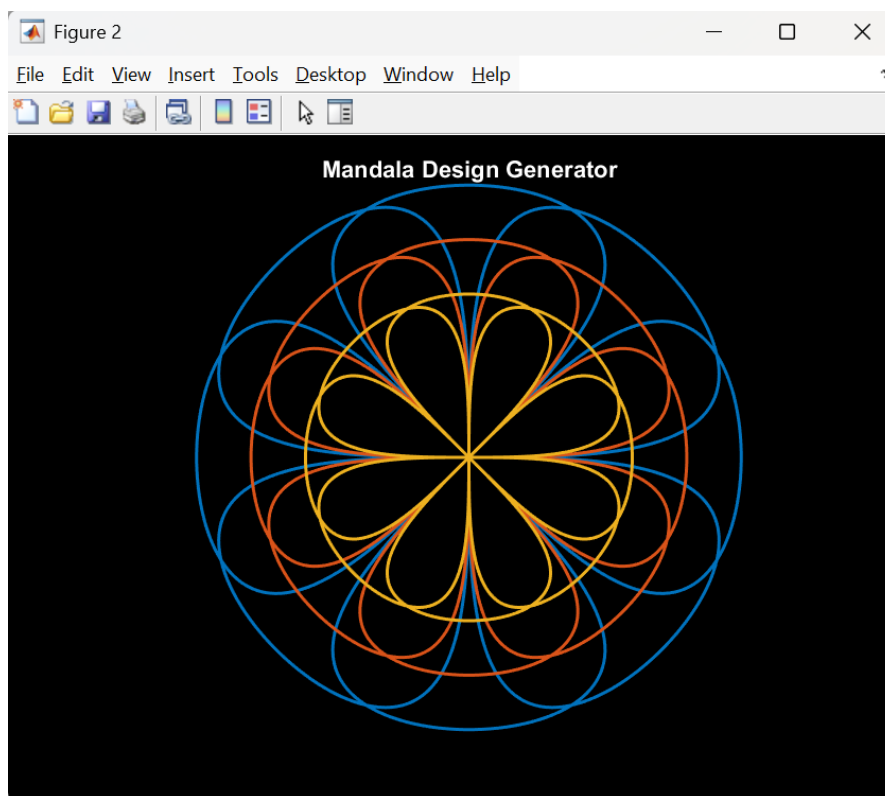 Figure 2
File Edit View Insert Tools Desktop Window Help
Mandala Design Generator